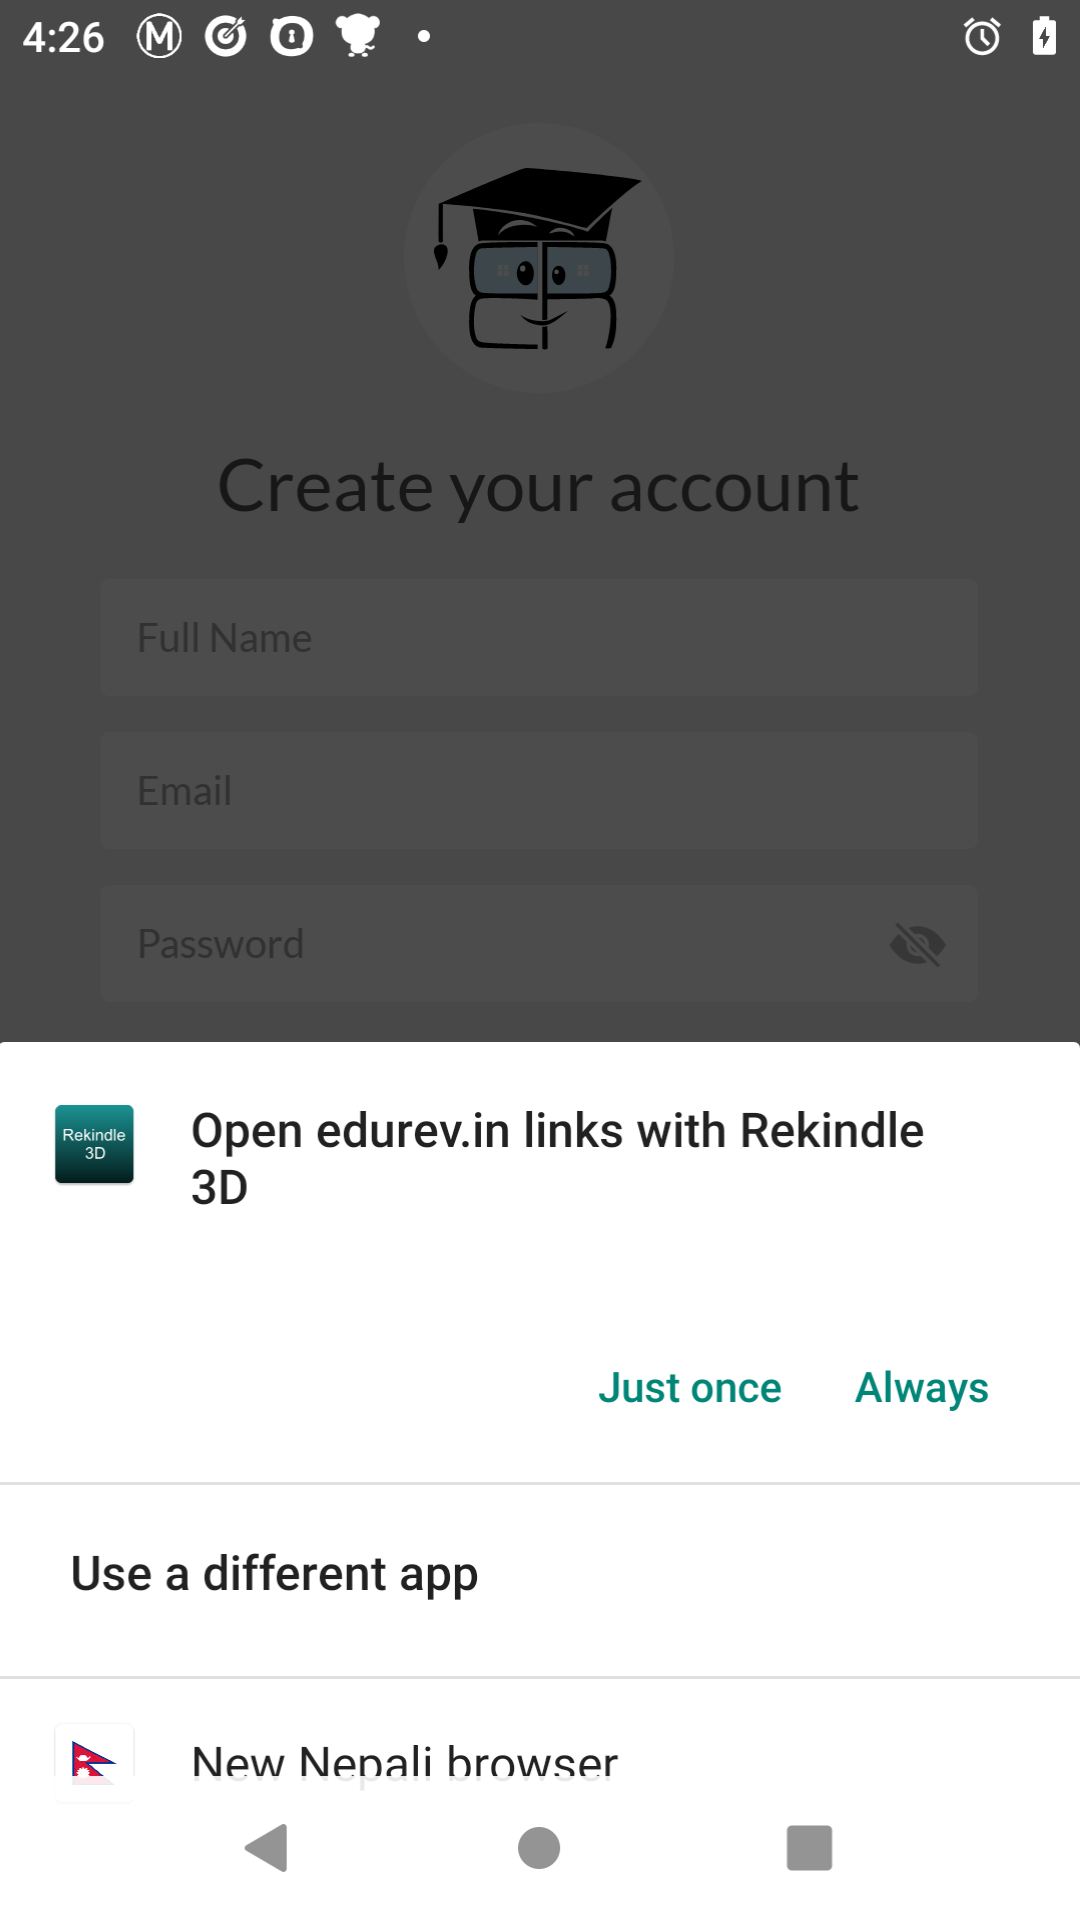 4:26
Create your account
Full Name
Email
Password
Rekindle
3D
Open edurev.in links with Rekindle
3D
Just once
Always
Use a different app
New Nepali browser